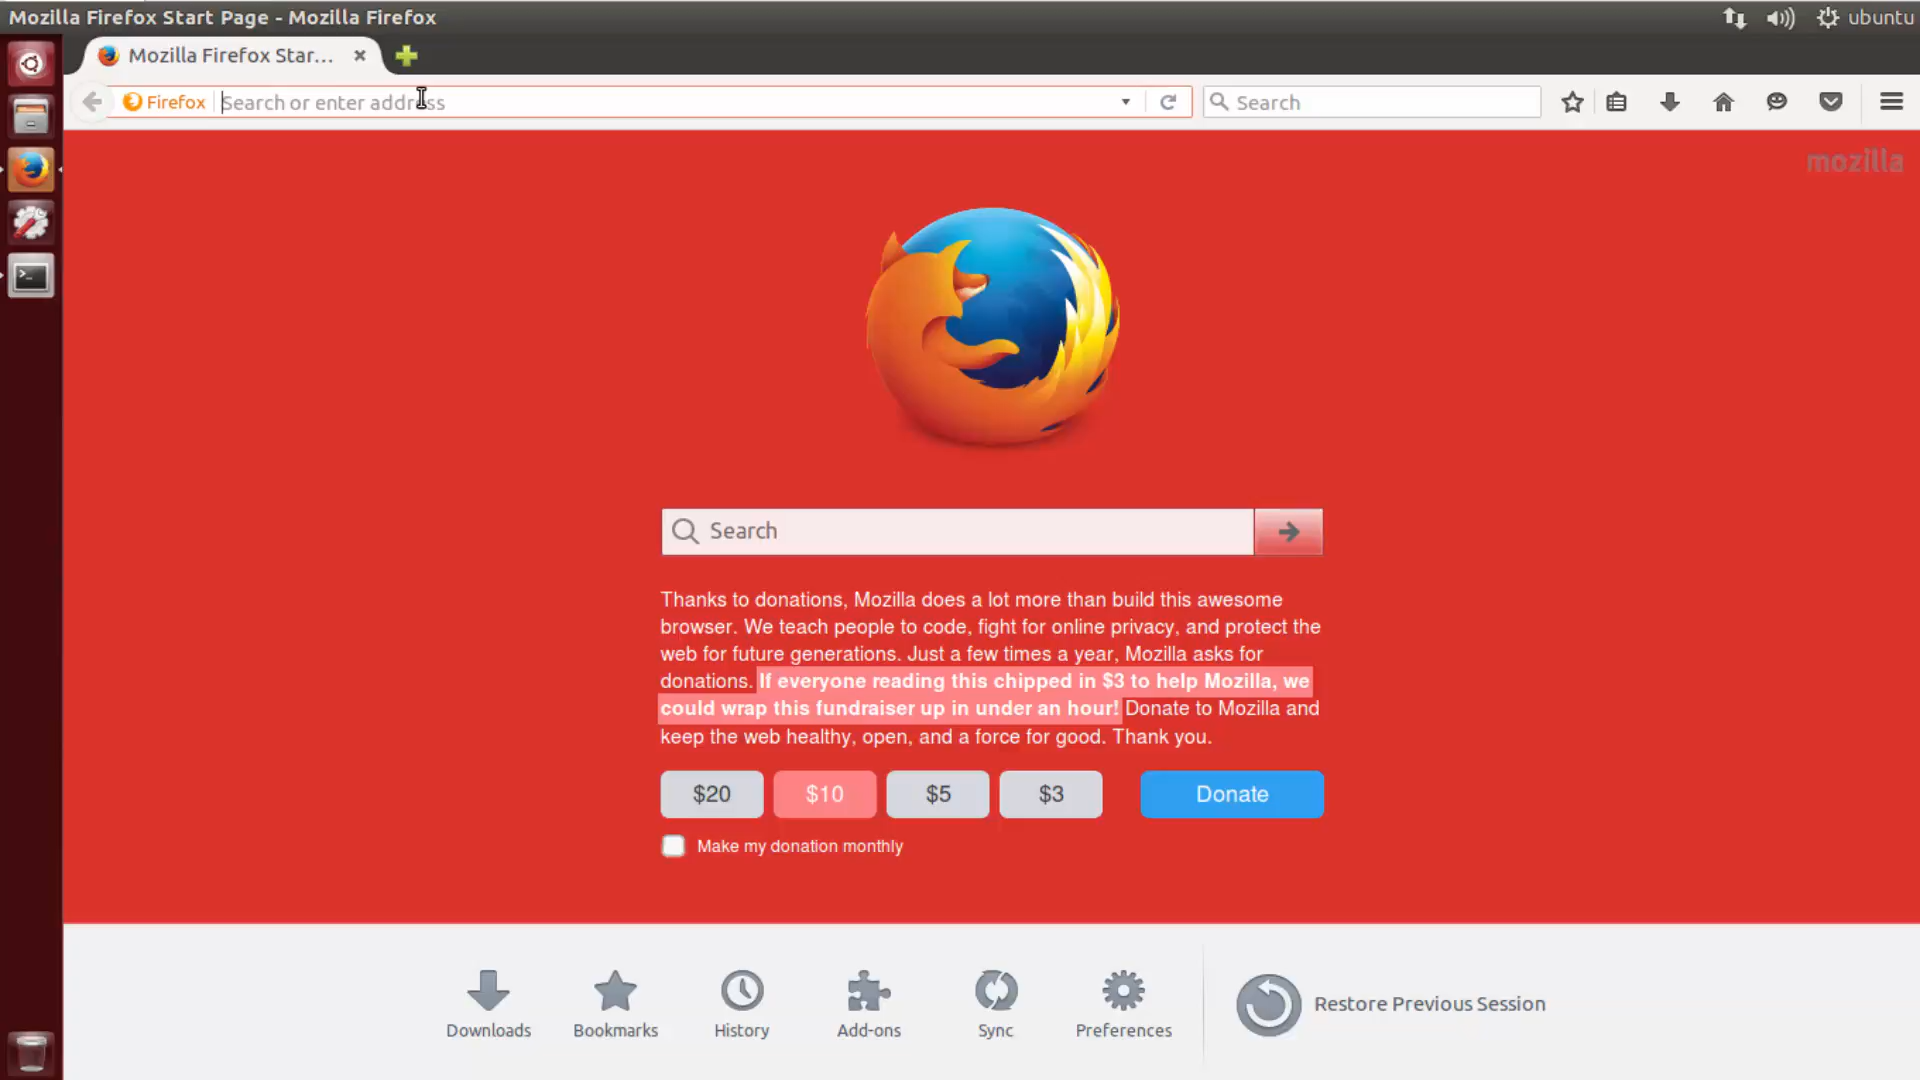 Mozilla Firefox Start Page - Mozilla Firefox
ubuntu
Mozilla Firefox Star...
Firefox
Search or enter address
Search
mozilla
Search
Thanks to donations, Mozilla does a lot more than build this awesome
browser. We teach people to code, fight for online privacy, and protect the
web for future generations. Just a few times a year, Mozilla asks for
donations. If everyone reading this chipped in $3 to help Mozilla, we
could wrap this fundraiser up in under an hour! Donate to Mozilla and
keep the web healthy, open, and a force for good. Thank you.
$20 $10 $5 $3 Donate
Make my donation monthly
Downloads Bookmarks History Add-ons Sync Preferences
Restore Previous Session